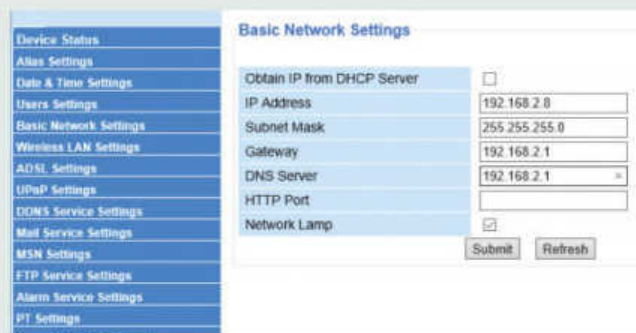 Device Status
Alias Settings
Date & Time Settings
Users Settings
Basic Network Settings
Wireless LAN Settings
ADSL Settings
UPnP Settings
DDNS Service Settings
Mail Service Settings
MSN Settings
FTP Service Settings
Alarm Service Settings
PT Settings
Basic Network Settings
Obtain IP from DHCP Server
IP Address 192.168.2.8
Subnet Mask 255.255.255.0
Gateway 192.168.2.1
DNS Server 192.168.2.1 ×
HTTP Port
Network Lamp
Submit Refresh